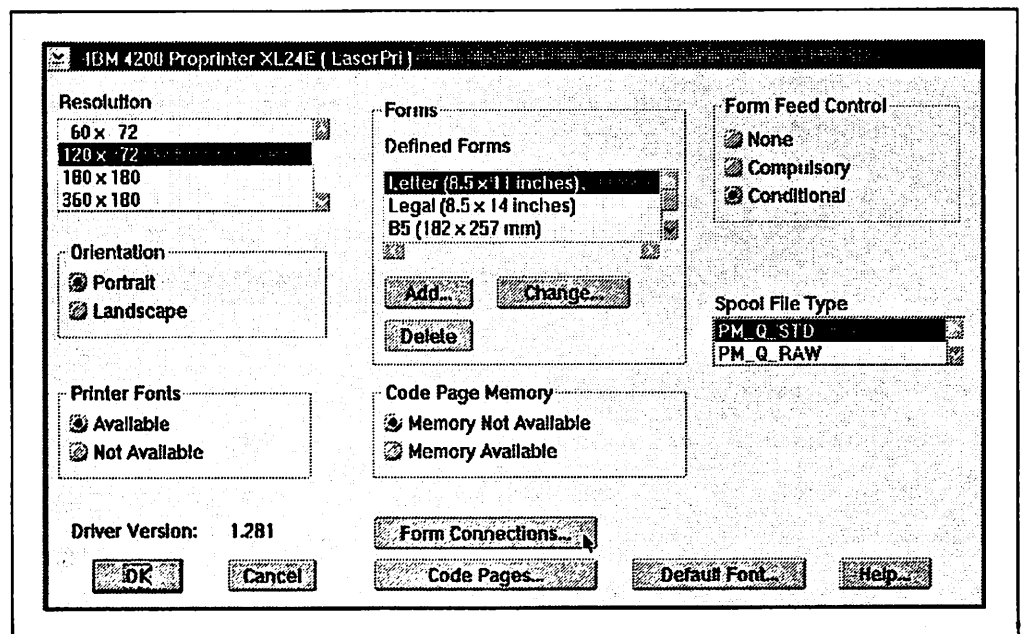 IBM 4200 Proprinter XL24E ( LaserPri )
Resolution
60 x 72
120 x 72
180 x 180
360 x 180
Orientation
Portrait
Landscape
Printer Fonts
Available
Not Available
Driver Version: 1.281
Forms
Defined Forms
Letter (8.5 x 11 inches)
Legal (8.5 x 14 inches)
B5 (182 x 257 mm)
Add... Change...
Delete
Code Page Memory
Memory Not Available
Memory Available
Form Feed Control
None
Compulsory
Conditional
Spool File Type
PM_Q_STD
PM_Q_RAW
Form Connections...
OK Cancel Code Pages... Default Font... Help...